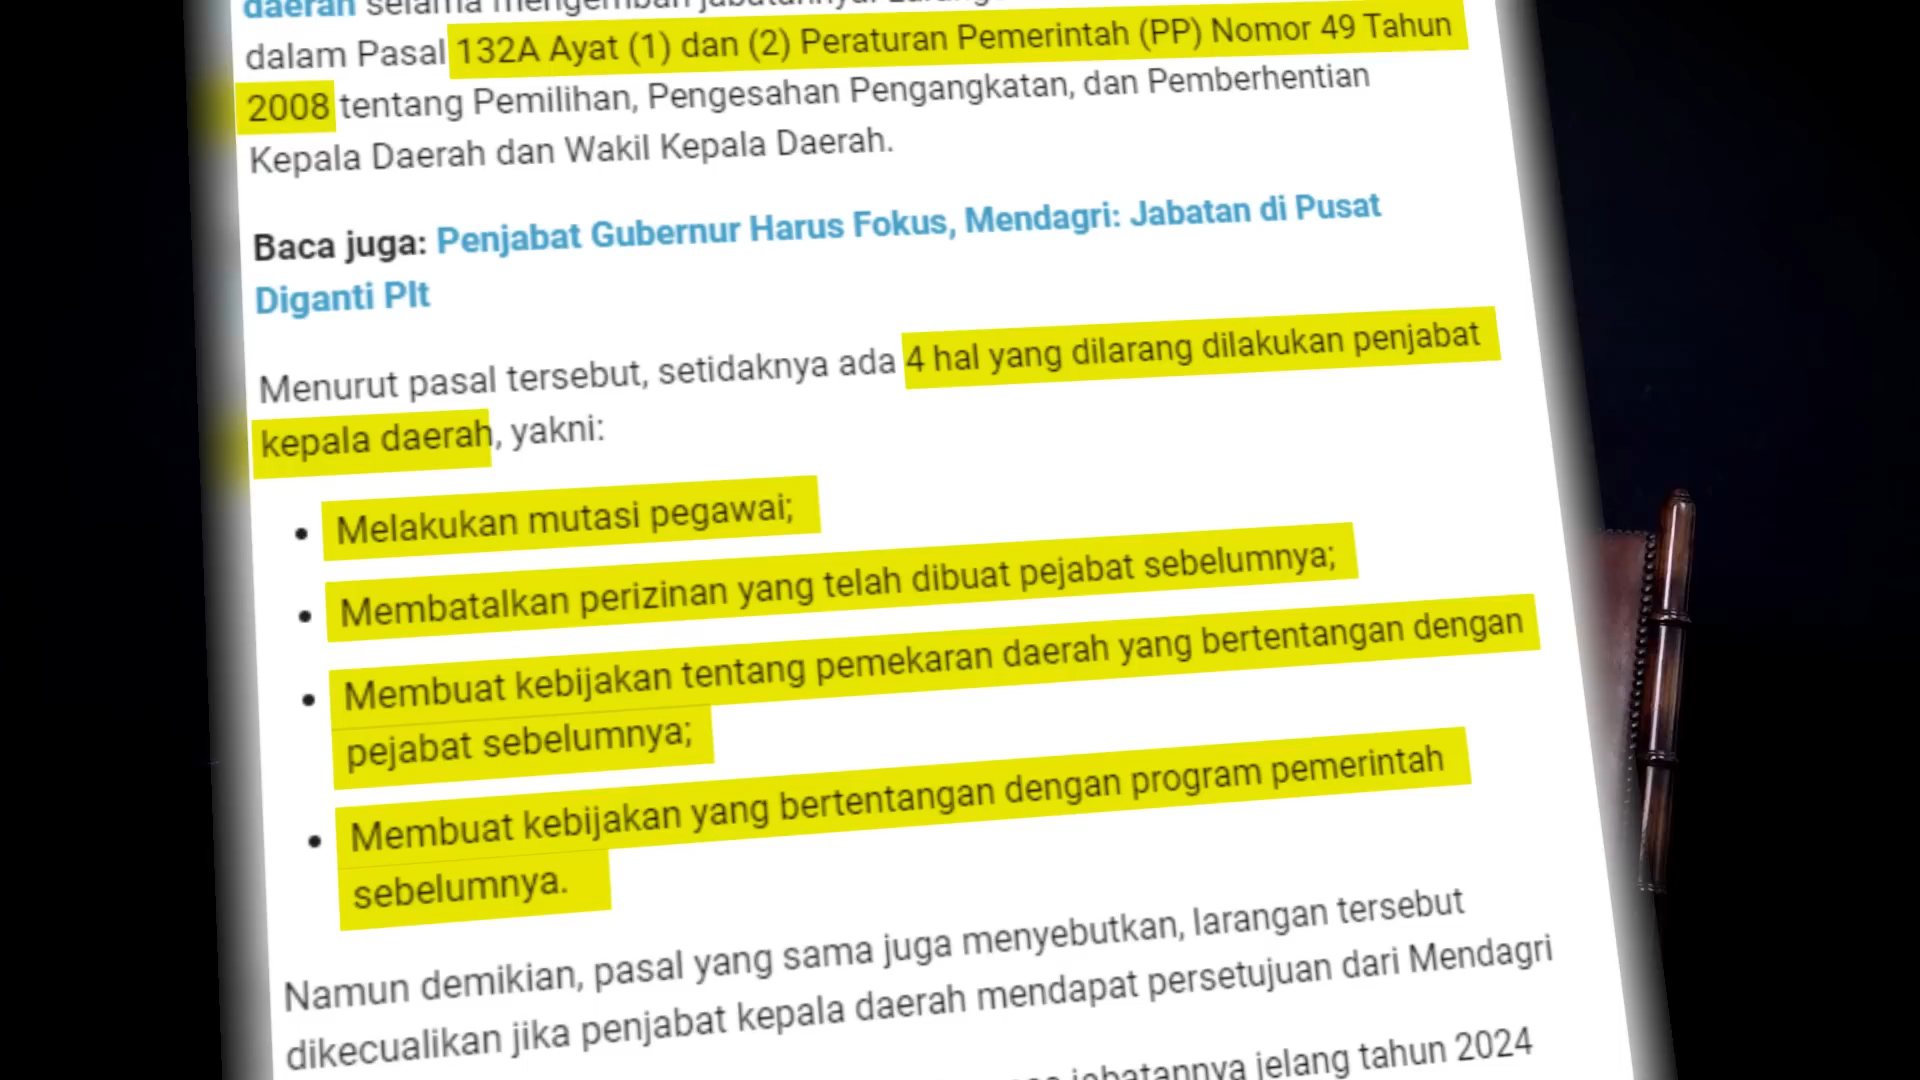 daerah selama mengemban jabatannya.
dalam Pasal 132A Ayat (1) dan (2) Peraturan Pemerintah (PP) Nomor 49 Tahun
2008 tentang Pemilihan, Pengesahan Pengangkatan, dan Pemberhentian
Kepala Daerah dan Wakil Kepala Daerah.
Baca juga: Penjabat Gubernur Harus Fokus, Mendagri: Jabatan di Pusat
Diganti Plt
Menurut pasal tersebut, setidaknya ada 4 hal yang dilarang dilakukan penjabat
kepala daerah, yakni:
• Melakukan mutasi pegawai;
• Membatalkan perizinan yang telah dibuat pejabat sebelumnya;
• Membuat kebijakan tentang pemekaran daerah yang bertentangan dengan
pejabat sebelumnya;
• Membuat kebijakan yang bertentangan dengan program pemerintah
sebelumnya.
Namun demikian, pasal yang sama juga menyebutkan, larangan tersebut
dikecualikan jika penjabat kepala daerah mendapat persetujuan dari Mendagri
jabatannya jelang tahun 2024